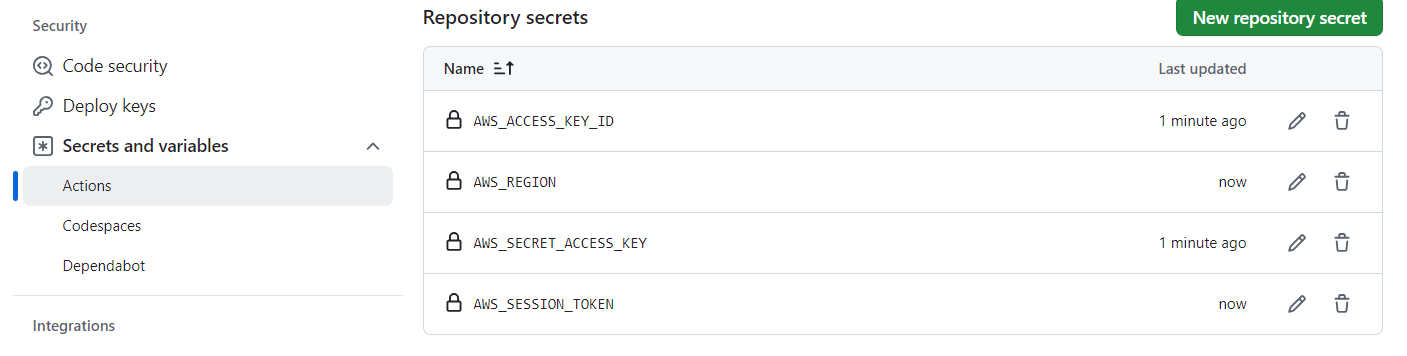 Security
Code security
Deploy keys
Secrets and variables
Actions
Codespaces
Dependabot
Integrations
Repository secrets
New repository secret
Name Last updated
AWS_ACCESS_KEY_ID 1 minute ago
AWS_REGION now
AWS_SECRET_ACCESS_KEY 1 minute ago
AWS_SESSION_TOKEN now